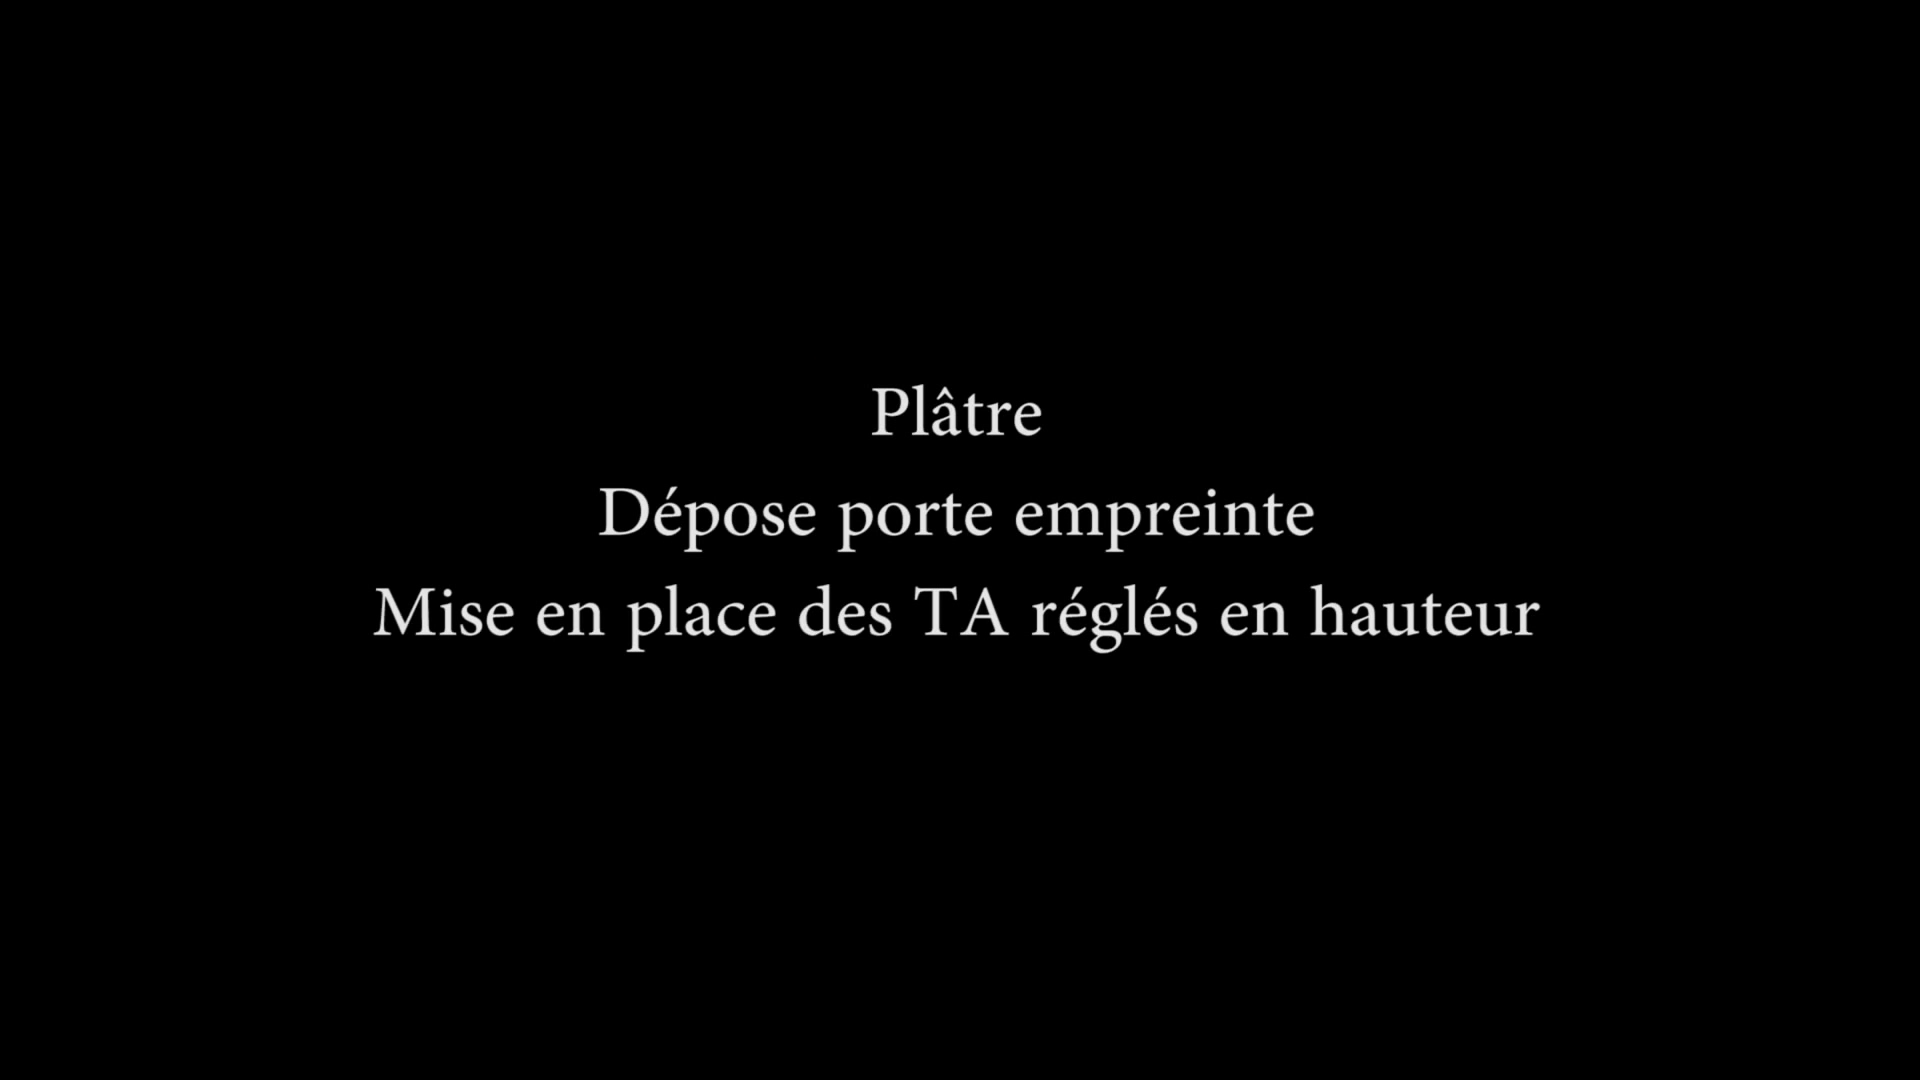 Plâtre
Dépose porte empreinte
Mise en place des TA réglés en hauteur